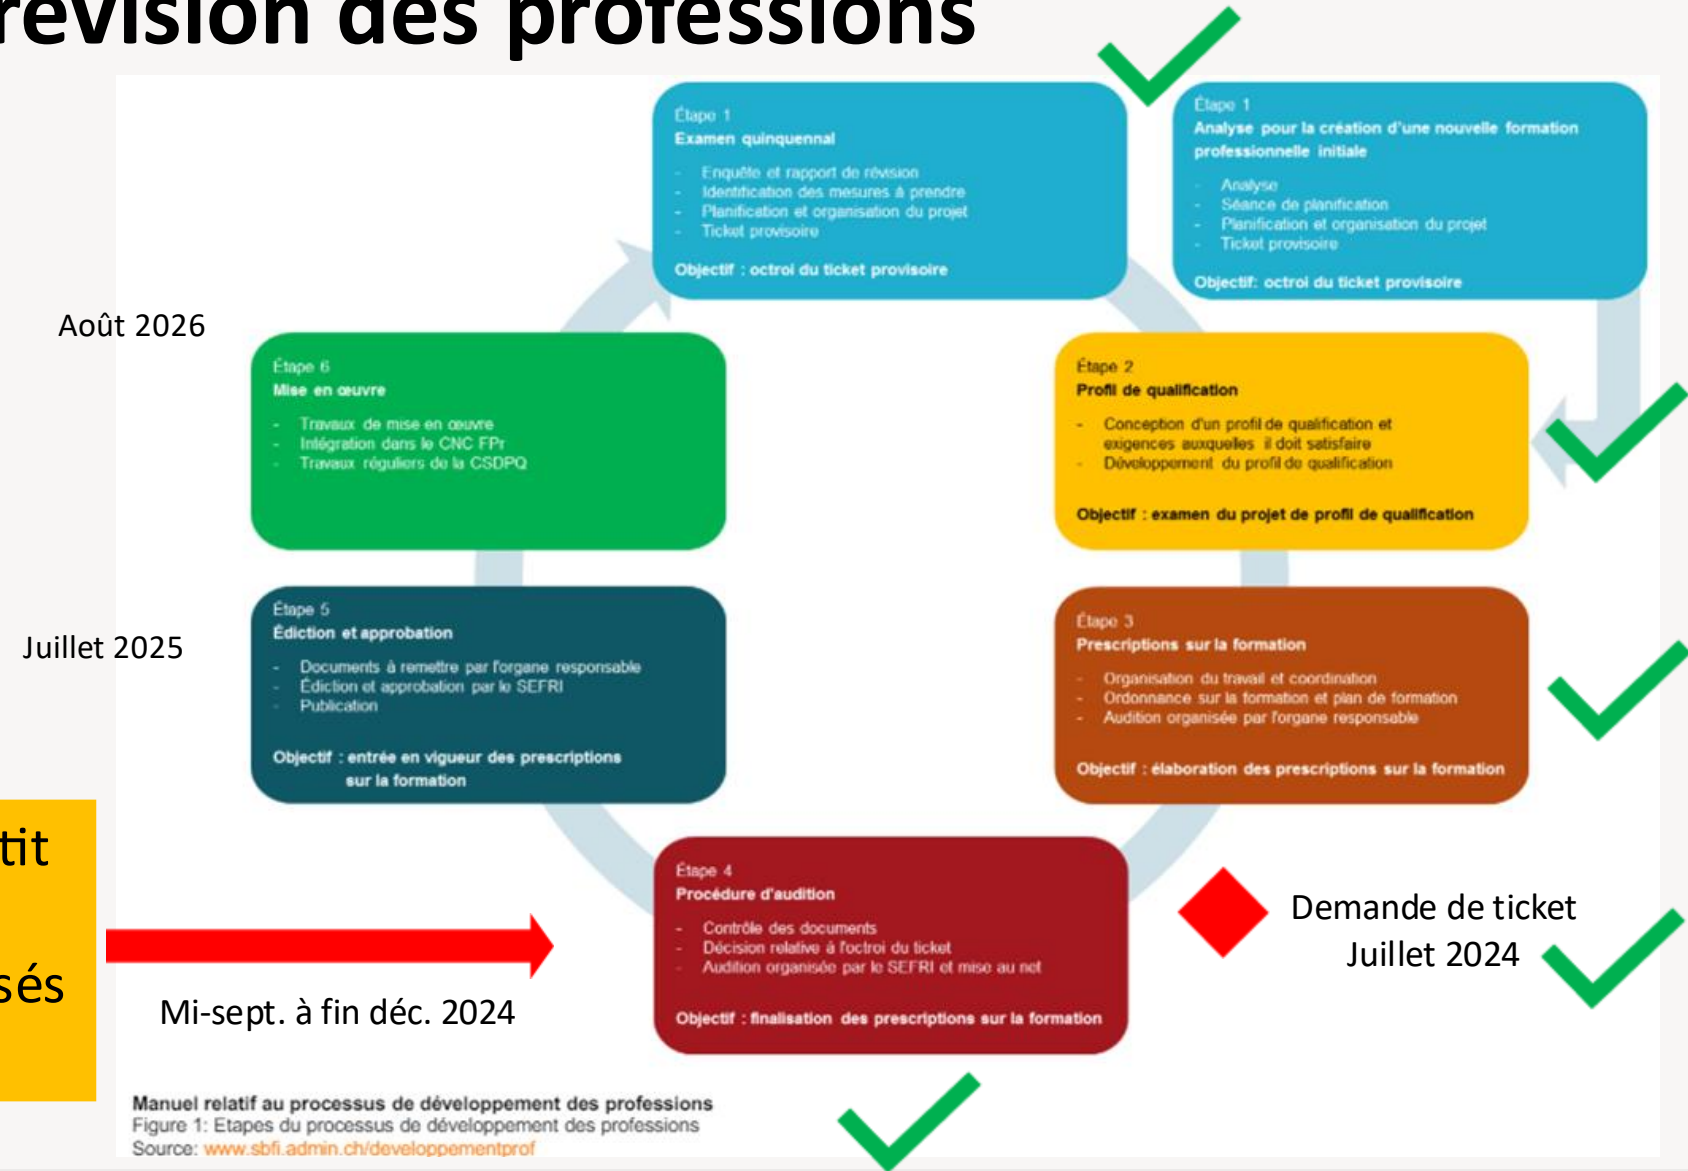 révision des professions
Étape 1
Examen quinquennal
- Enquête et rapport de révision
- Identification des mesures à prendre
- Planification et organisation du projet
- Ticket provisoire
Objectif : octroi du ticket provisoire
Étape 1
Analyse pour la création d'une nouvelle formation
professionnelle initiale
- Analyse
- Séance de planification
- Planification et organisation du projet
- Ticket provisoire
Objectif: octroi du ticket provisoire
Août 2026
Étape 6
Mise en œuvre
- Travaux de mise en œuvre
- Intégration dans le CNC FPr
- Travaux réguliers de la CSDPQ
Étape 2
Profil de qualification
- Conception d'un profil de qualification et
exigences auxquelles il doit satisfaire
- Développement du profil de qualification
Objectif : examen du projet de profil de qualification
Juillet 2025
Étape 5
Édiction et approbation
- Documents à remettre par l'organe responsable
- Édiction et approbation par le SEFRI
- Publication
Objectif : entrée en vigueur des prescriptions
sur la formation
Étape 3
Prescriptions sur la formation
- Organisation du travail et coordination
- Ordonnance sur la formation et plan de formation
- Audition organisée par l'organe responsable
Objectif : élaboration des prescriptions sur la formation
tit
sés
Mi-sept. à fin déc. 2024
Étape 4
Procédure d'audition
- Contrôle des documents
- Décision relative à l'octroi du ticket
- Audition organisée par le SEFRI et mise au net
Objectif : finalisation des prescriptions sur la formation
Demande de ticket
Juillet 2024
Manuel relatif au processus de développement des professions
Figure 1: Etapes du processus de développement des professions
Source: www.sbfi.admin.ch/developpementprof